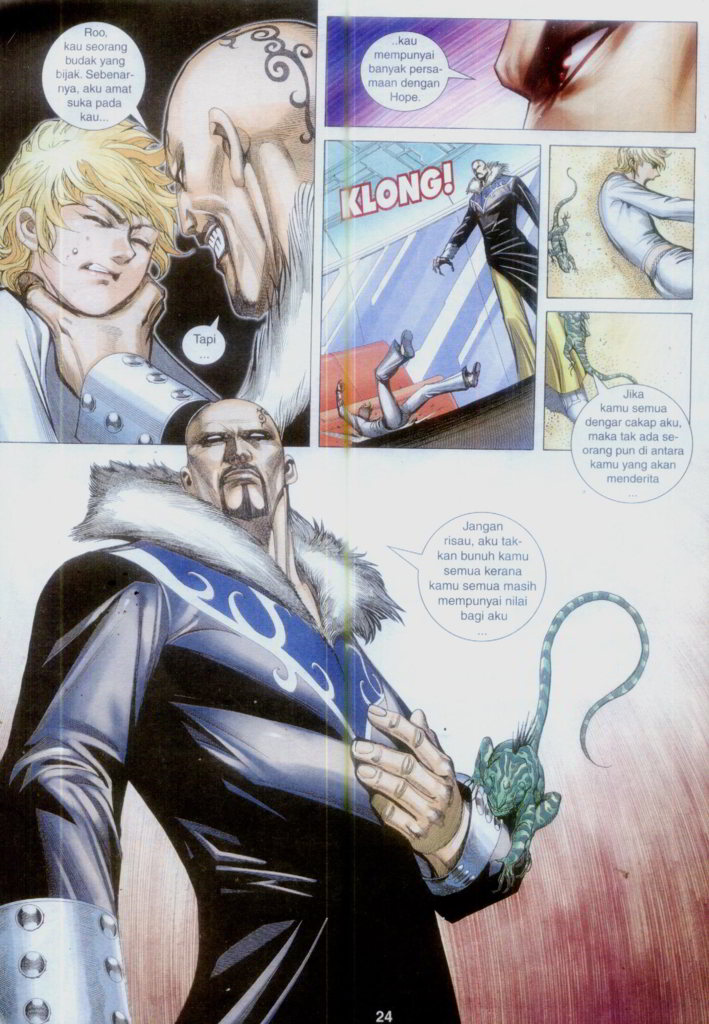 Roo,
kau seorang
budak yang
bijak. Sebenar-
nya, aku amat
suka pada
kau...
Tapi
...
..kau
mempunyai
banyak persa-
maan dengan
Hope.
KLONG!
Jika
kamu semua
dengar cakap aku,
maka tak ada se-
orang pun di antara
kamu yang akan
menderita
...
Jangan
risau, aku tak-
kan bunuh kamu
semua kerana
kamu semua masih
mempunyai nilai
bagi aku
...
24